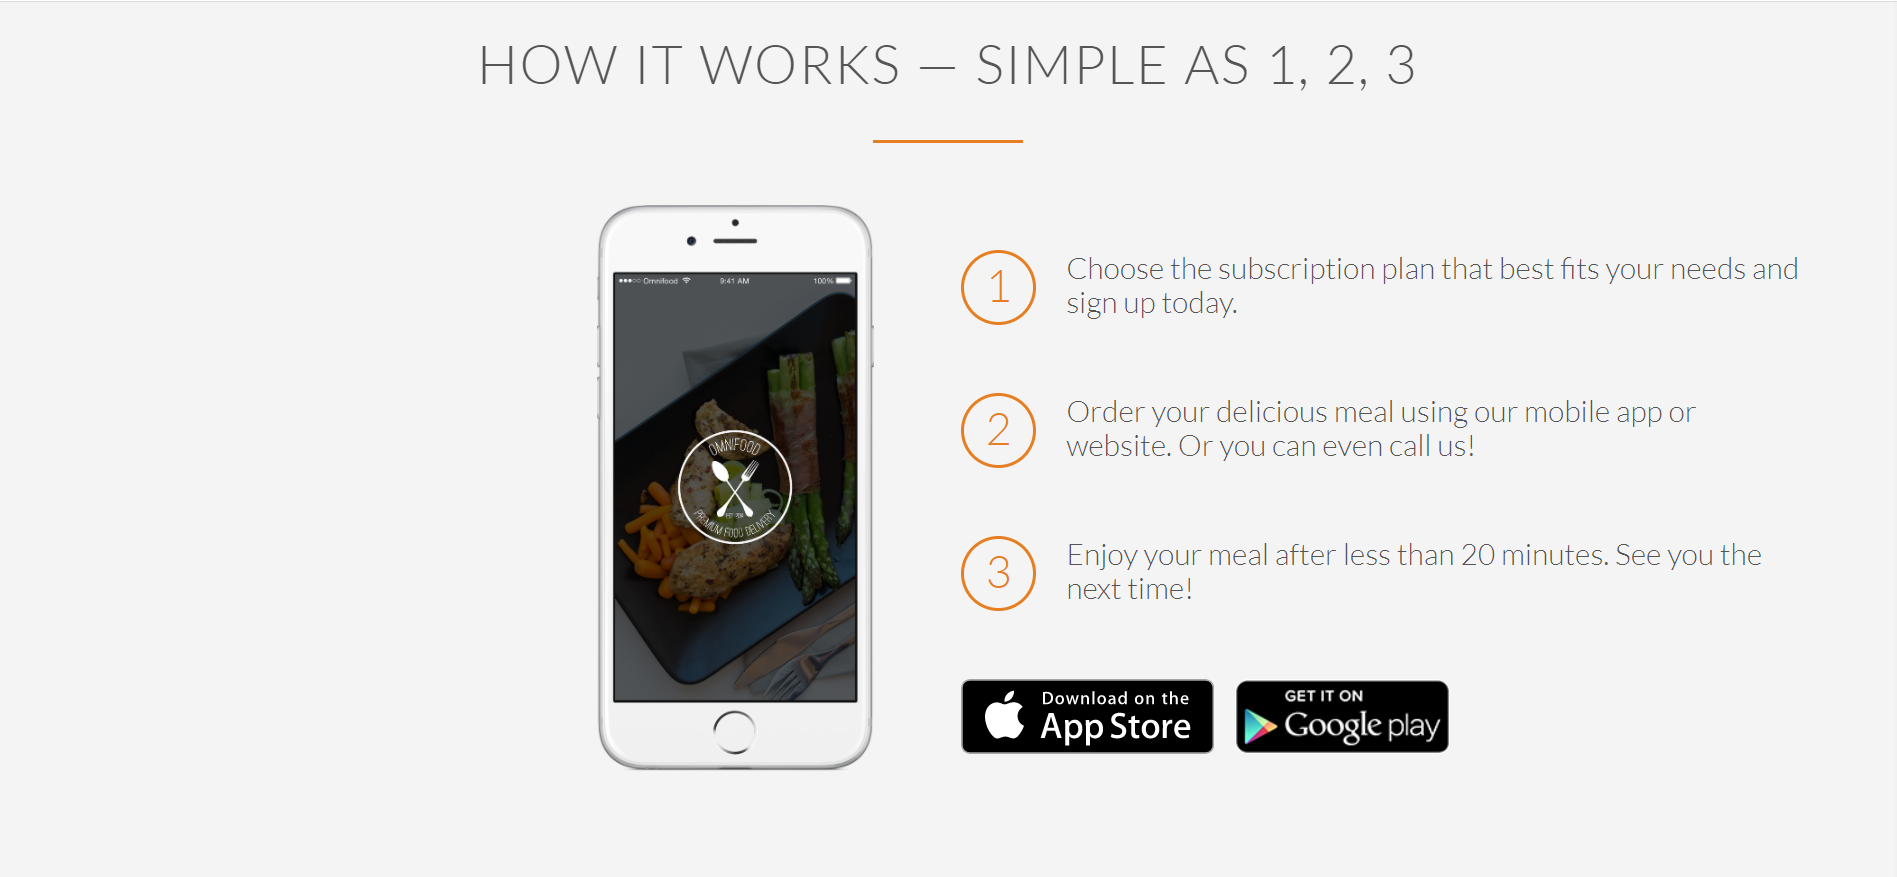 HOW IT WORKS — SIMPLE AS 1, 2, 3
●●●○○ Omnifood
9:41 AM
100%
OMNIFOOD
EST 2014
PREMIUM FOOD DELIVERY
1
Choose the subscription plan that best fits your needs and
sign up today.
2
Order your delicious meal using our mobile app or
website. Or you can even call us!
3
Enjoy your meal after less than 20 minutes. See you the
next time!
Download on the
App Store
GET IT ON
Google play